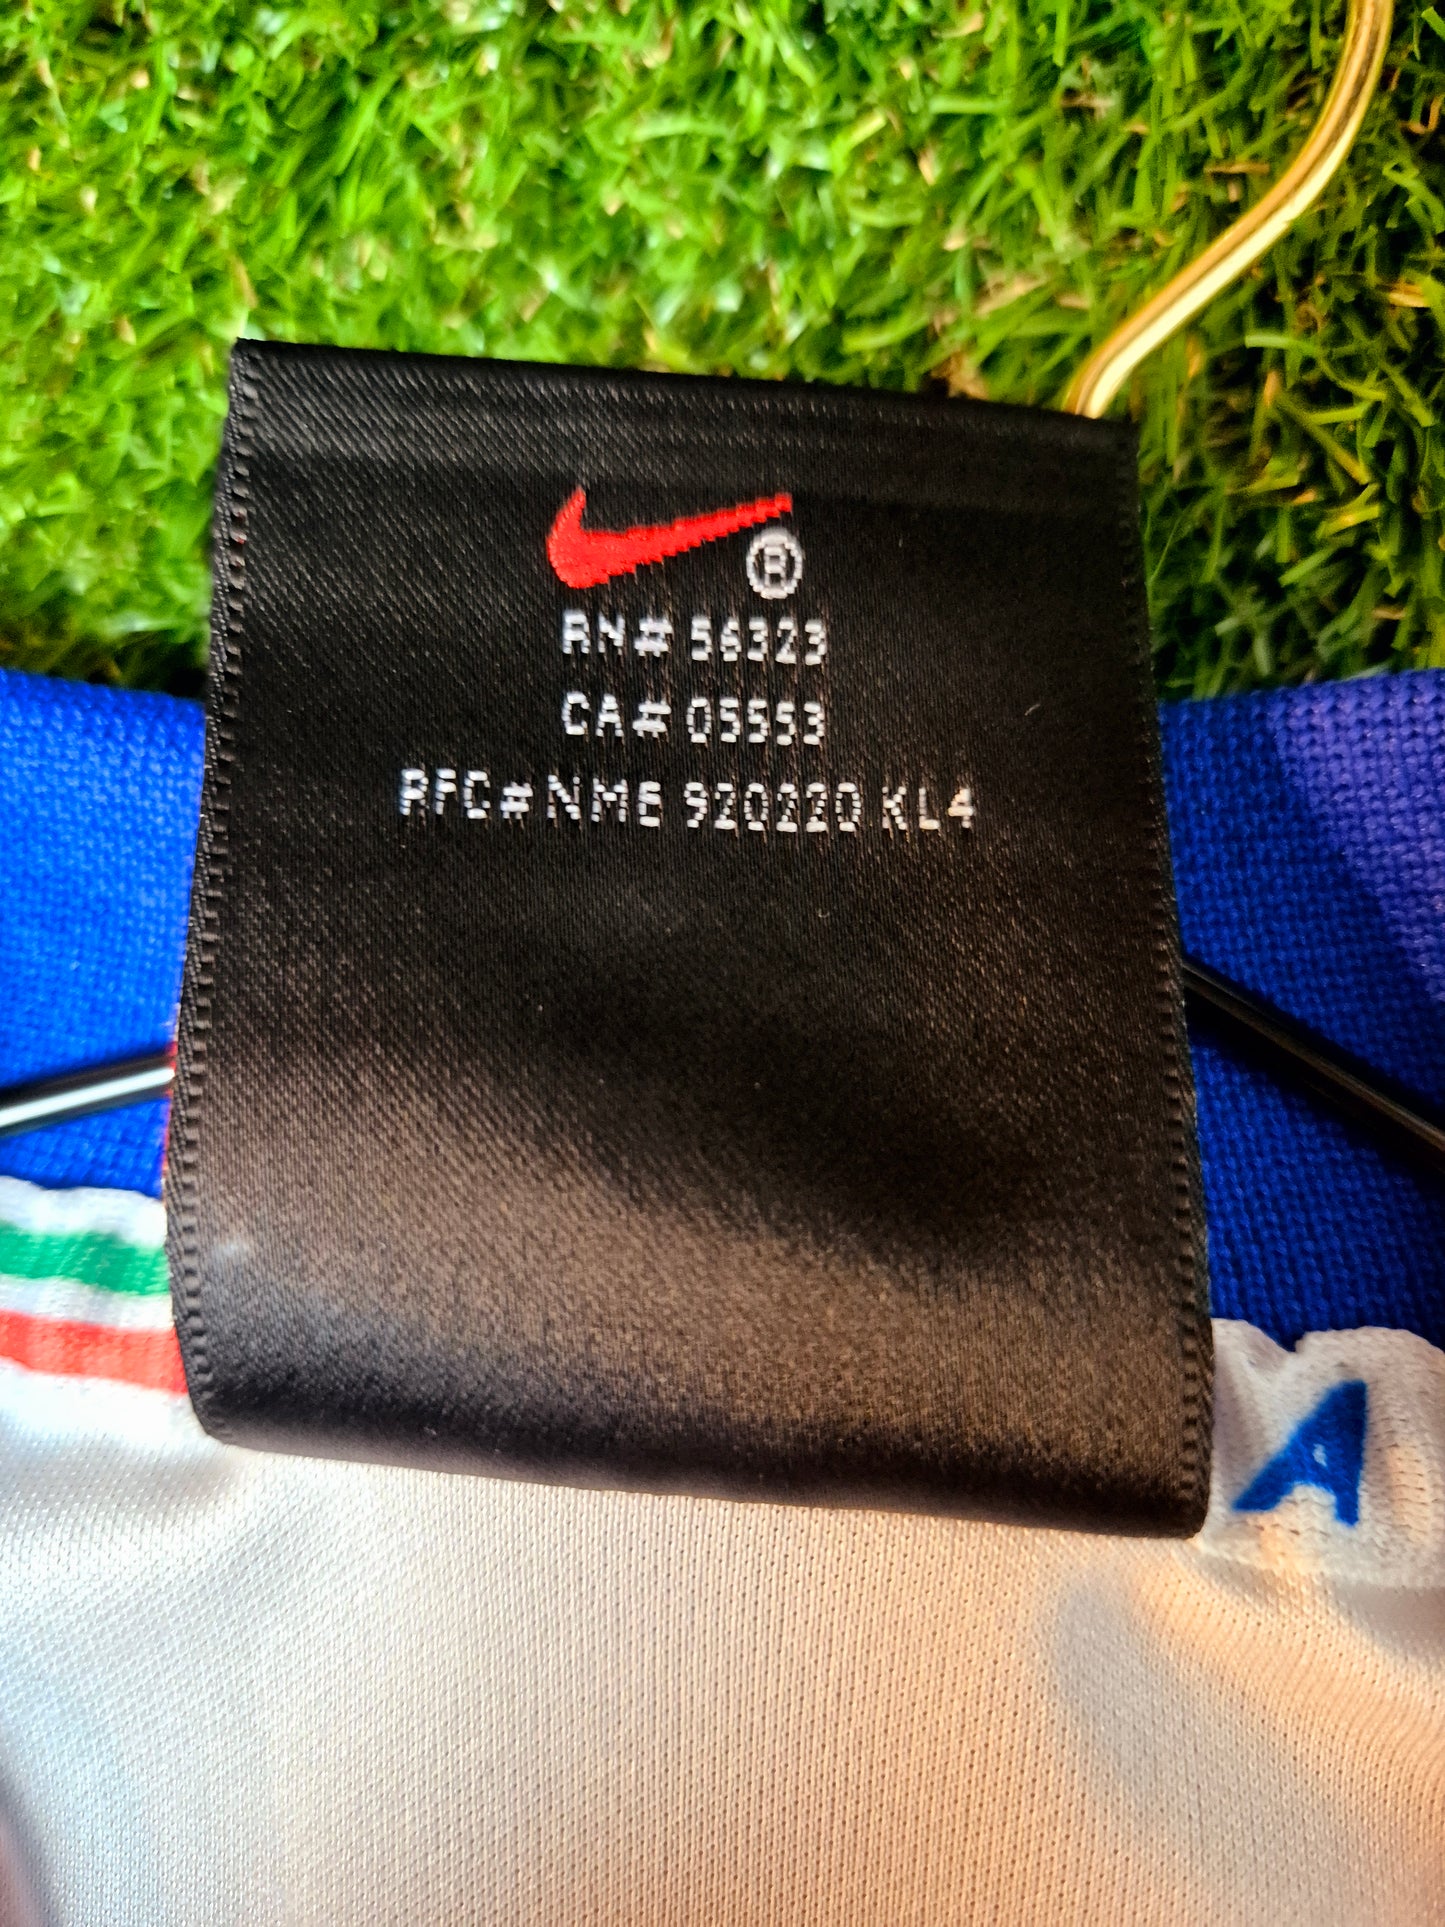 ®
RN# 56323
CA# 05553
RFC# NME 920220 KL4
A